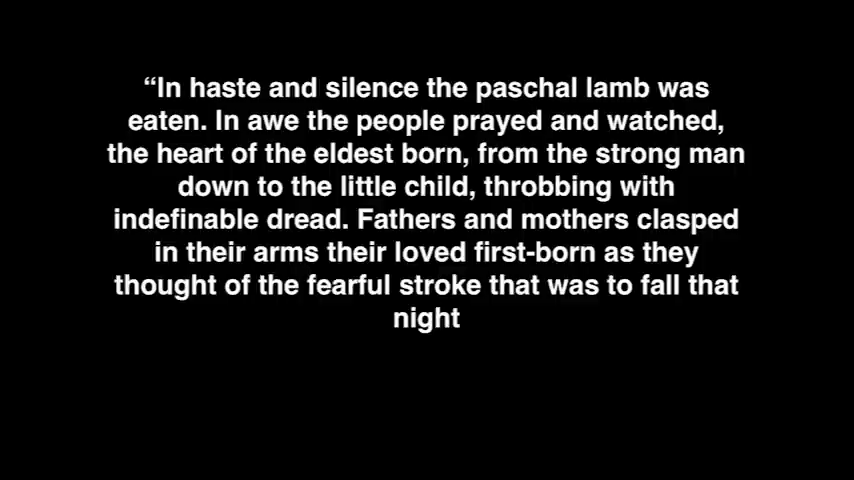 “In haste and silence the paschal lamb was
eaten. In awe the people prayed and watched,
the heart of the eldest born, from the strong man
down to the little child, throbbing with
indefinable dread. Fathers and mothers clasped
in their arms their loved first-born as they
thought of the fearful stroke that was to fall that
night